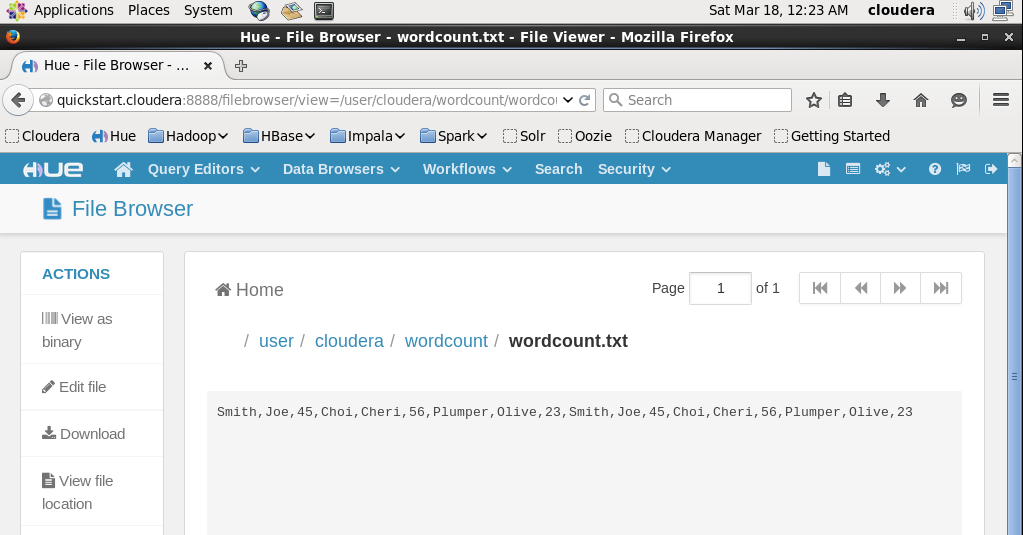 Applications Places System Sat Mar 18, 12:23 AM cloudera
Hue - File Browser - wordcount.txt - File Viewer - Mozilla Firefox
Hue - File Browser - ...
quickstart.cloudera:8888/filebrowser/view=/user/cloudera/wordcount/wordcou Search
Cloudera Hue Hadoop HBase Impala Spark Solr Oozie Cloudera Manager Getting Started
HUE Query Editors Data Browsers Workflows Search Security
File Browser
ACTIONS
View as
binary
Edit file
Download
View file
location
Home
Page 1 of 1
/ user / cloudera / wordcount / wordcount.txt
Smith,Joe,45,Choi,Cheri,56,Plumper,Olive,23,Smith,Joe,45,Choi,Cheri,56,Plumper,Olive,23